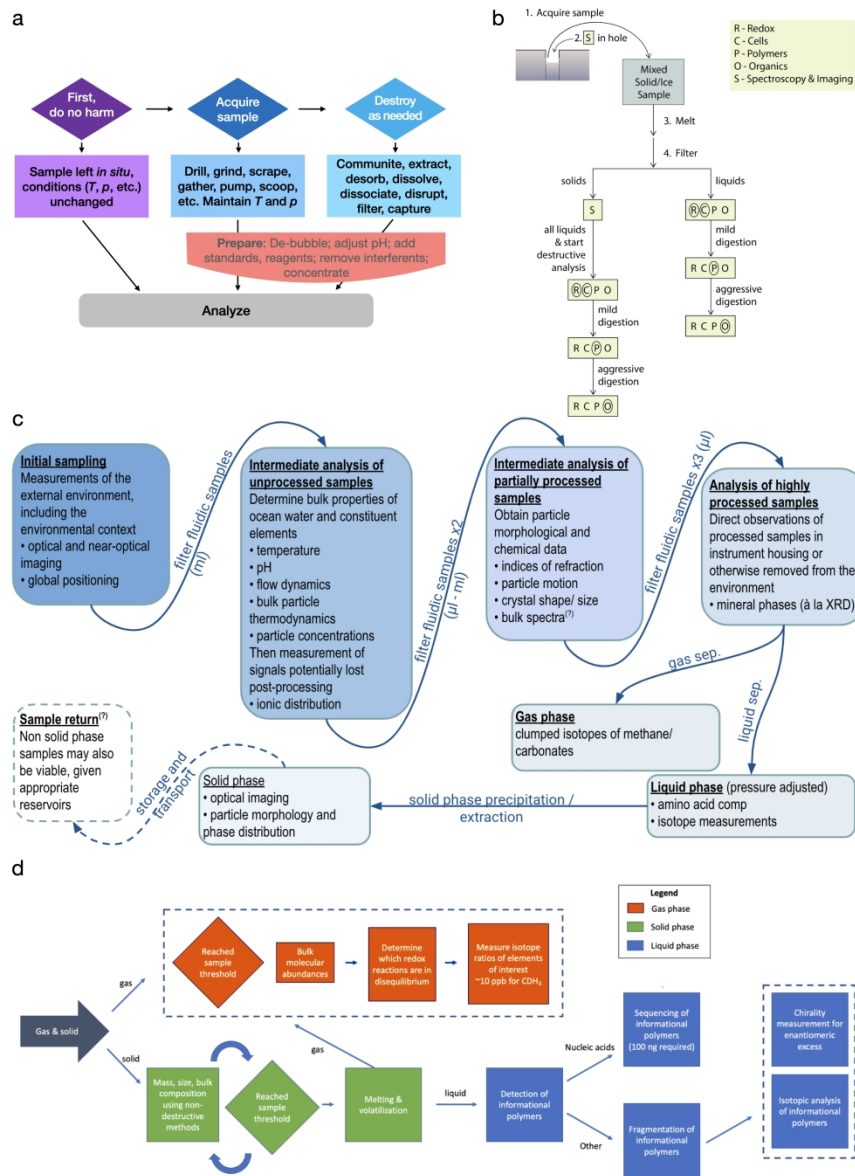 a
First,
do no harm
Acquire
sample
Destroy
as needed
Sample left in situ,
conditions (T, p, etc.)
unchanged
Drill, grind, scrape,
gather, pump, scoop,
etc. Maintain T and p
Communite, extract,
desorb, dissolve,
dissociate, disrupt,
filter, capture
Prepare: De-bubble; adjust pH; add
standards, reagents; remove interferents;
concentrate
Analyze
b
1. Acquire sample
2. S in hole
R - Redox
C - Cells
P - Polymers
O - Organics
S - Spectroscopy & Imaging
Mixed
Solid/Ice
Sample
3. Melt
4. Filter
solids
liquids
S
R C P O
all liquids
& start
destructive
analysis
mild
digestion
R C P O
R C P O
aggressive
digestion
mild
digestion
R C P O
R C P O
aggressive
digestion
R C P O
c
Initial sampling
Measurements of the
external environment,
including the
environmental context
• optical and near-optical
imaging
• global positioning
filter fluidic samples
(ml)
Intermediate analysis of
unprocessed samples
Determine bulk properties of
ocean water and constituent
elements
• temperature
• pH
• flow dynamics
• bulk particle
thermodynamics
• particle concentrations
Then measurement of
signals potentially lost
post-processing
• ionic distribution
filter fluidic samples x2
(µl - ml)
Intermediate analysis of
partially processed
samples
Obtain particle
morphological and
chemical data
• indices of refraction
• particle motion
• crystal shape/ size
• bulk spectra(?)
filter fluidic samples x3 (µl)
Analysis of highly
processed samples
Direct observations of
processed samples in
instrument housing or
otherwise removed from the
environment
• mineral phases (à la XRD)
gas sep.
liquid sep.
Gas phase
clumped isotopes of methane/
carbonates
Liquid phase (pressure adjusted)
• amino acid comp
• isotope measurements
solid phase precipitation /
extraction
Solid phase
• optical imaging
• particle morphology and
phase distribution
storage and
transport
Sample return(?)
Non solid phase
samples may also
be viable, given
appropriate
reservoirs
d
Legend
Gas phase
Solid phase
Liquid phase
Gas & solid
gas
solid
Reached
sample
threshold
Bulk
molecular
abundances
Determine
which redox
reactions are in
disequilibrium
Measure isotope
ratios of elements
of interest
~10 ppb for CDH₃
Mass, size, bulk
composition
using non-
destructive
methods
Reached
sample
threshold
gas
Melting &
volatilization
liquid
Detection of
informational
polymers
Nucleic acids
Other
Sequencing of
informational
polymers
(100 ng required)
Fragmentation of
informational
polymers
Chirality
measurement for
enantiomeric
excess
Isotopic analysis
of informational
polymers